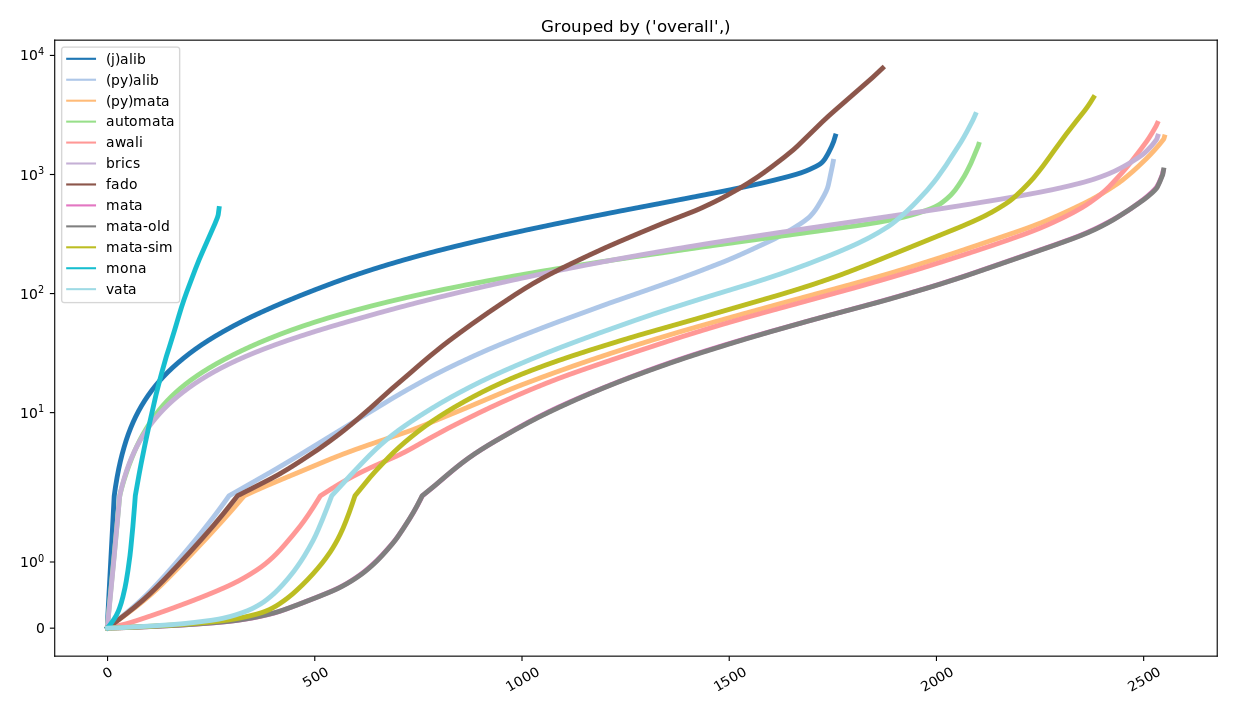 Grouped by ('overall',)
10^4
10^3
10^2
10^1
10^0
0
(j)alib
(py)alib
(py)mata
automata
awali
brics
fado
mata
mata-old
mata-sim
mona
vata
0
500
1000
1500
2000
2500